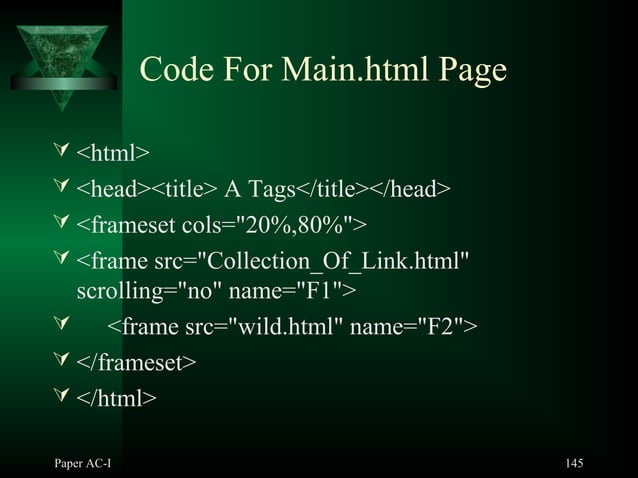 Code For Main.html Page
<html>
<head><title> A Tags</title></head>
<frameset cols="20%,80%">
<frame src="Collection_Of_Link.html"
scrolling="no" name="F1">
<frame src="wild.html" name="F2">
</frameset>
</html>
Paper AC-I 145